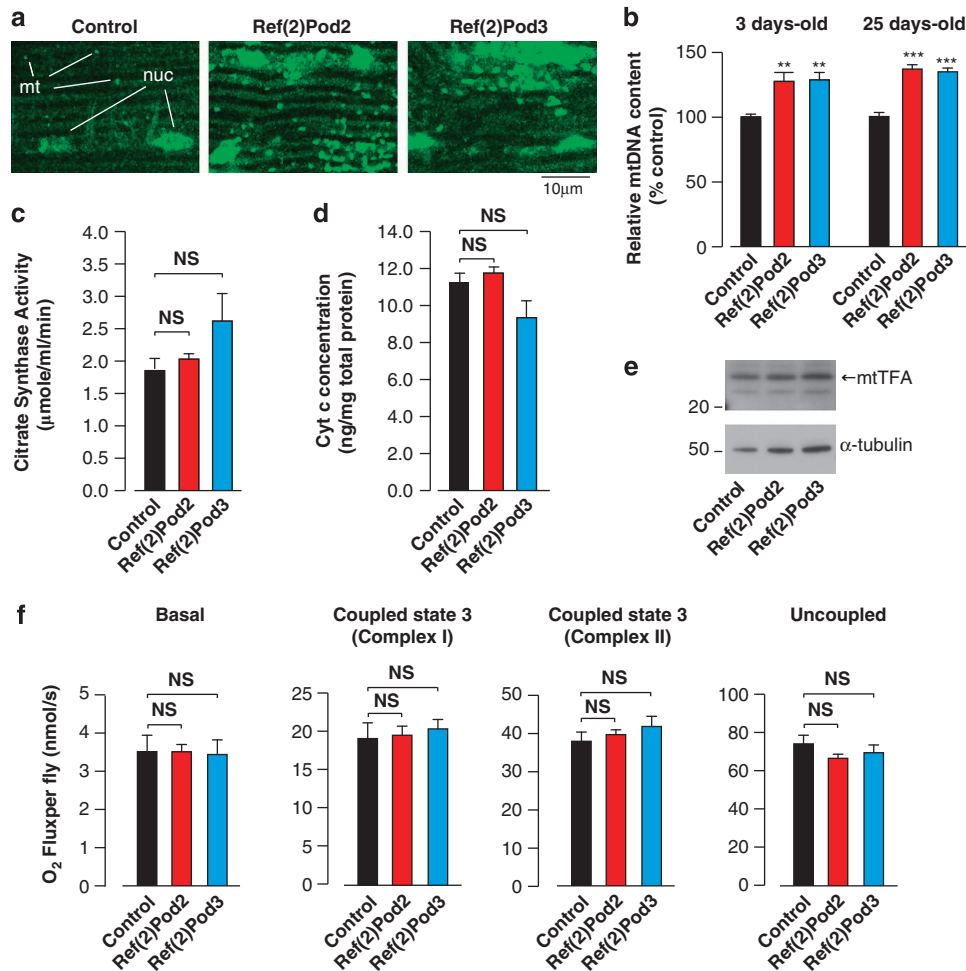 a
Control
Ref(2)Pod2
Ref(2)Pod3
mt
nuc
10μm
b
3 days-old
25 days-old
Relative mtDNA content
(% control)
150
100
50
0
** ** *** ***
Control
Ref(2)Pod2
Ref(2)Pod3
Control
Ref(2)Pod2
Ref(2)Pod3
c
Citrate Synthase Activity
(μmole/ml/min)
4.0
3.5
3.0
2.5
2.0
1.5
2.0
0.5
0.0
NS
NS
Control
Ref(2)Pod2
Ref(2)Pod3
d
Cyt c concentration
(ng/mg total protein)
14.0
12.0
10.0
8.0
6.0
4.0
2.0
0.0
NS
NS
Control
Ref(2)Pod2
Ref(2)Pod3
e
←mtTFA
20
50
α-tubulin
Control
Ref(2)Pod2
Ref(2)Pod3
f
O2 Fluxper fly (nmol/s)
Basal
5
4
3
3
2
1
0
NS
NS
Control
Ref(2)Pod2
Ref(2)Pod3
Coupled state 3
(Complex I)
25
20
15
10
5
0
NS
NS
Control
Ref(2)Pod2
Ref(2)Pod3
Coupled state 3
(Complex II)
50
40
30
20
10
0
NS
NS
Control
Ref(2)Pod2
Ref(2)Pod3
Uncoupled
100
80
60
40
20
0
NS
NS
Control
Ref(2)Pod2
Ref(2)Pod3